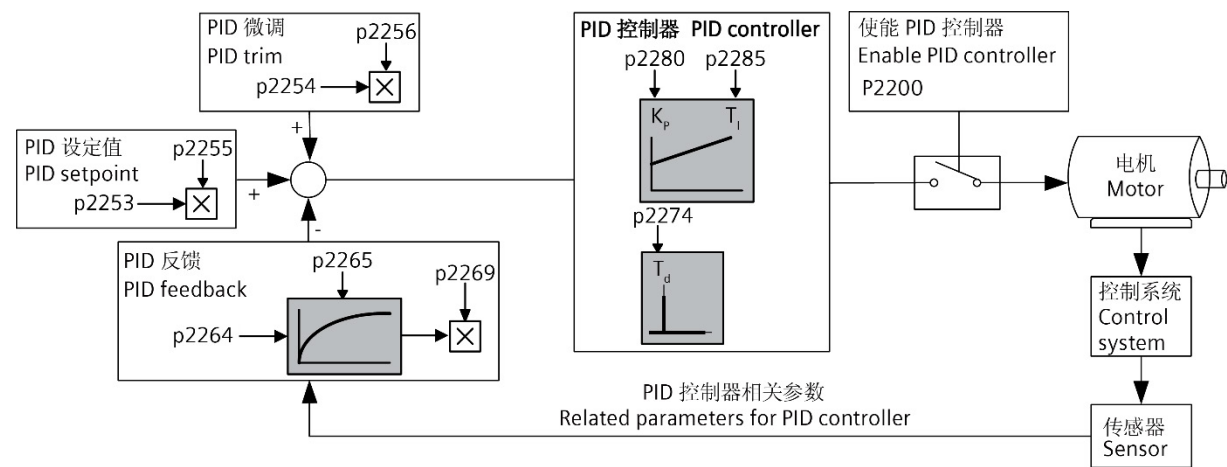 PID 微调
PID trim
p2256
p2254
×
+
PID 设定值
PID setpoint
p2255
p2253
×
+
-
PID 反馈
PID feedback
p2265
p2269
p2264
×
PID 控制器 PID controller
p2280 p2285
K_P T_I
p2274
T_d
使能 PID 控制器
Enable PID controller
P2200
电机
Motor
控制系统
Control
system
传感器
Sensor
PID 控制器相关参数
Related parameters for PID controller